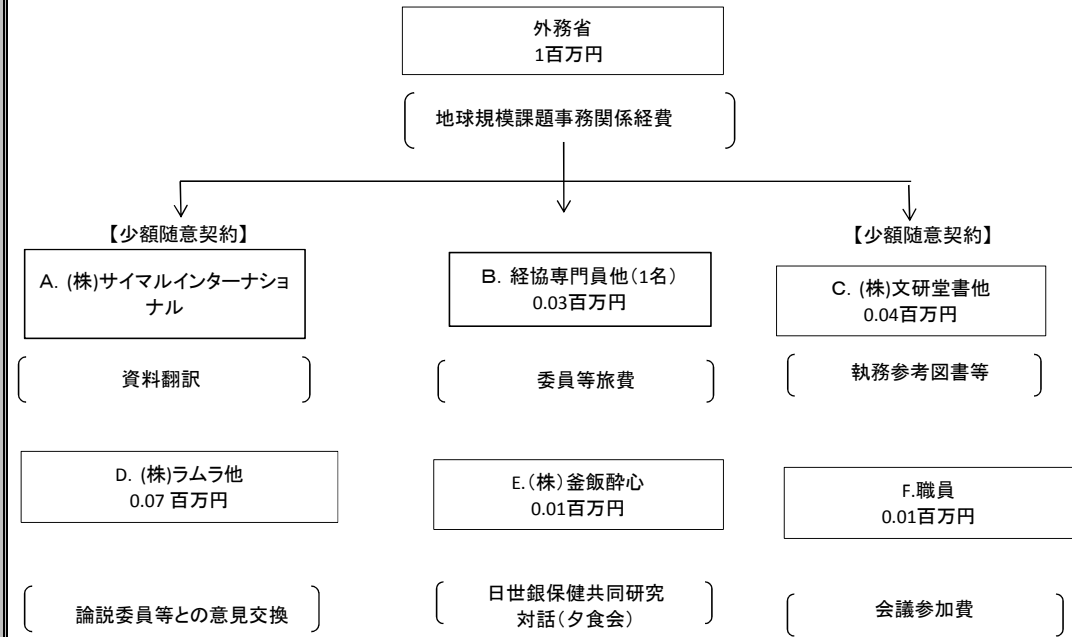 外務省
1百万円
地球規模課題事務関係経費
【少額随意契約】
A. (株)サイマルインターナショ
ナル
資料翻訳
B. 経協専門員他(1名)
0.03百万円
委員等旅費
【少額随意契約】
C. (株)文研堂書他
0.04百万円
執務参考図書等
D. (株)ラムラ他
0.07 百万円
論説委員等との意見交換
E.(株)釜飯酔心
0.01百万円
日世銀保健共同研究
対話(夕食会)
F.職員
0.01百万円
会議参加費